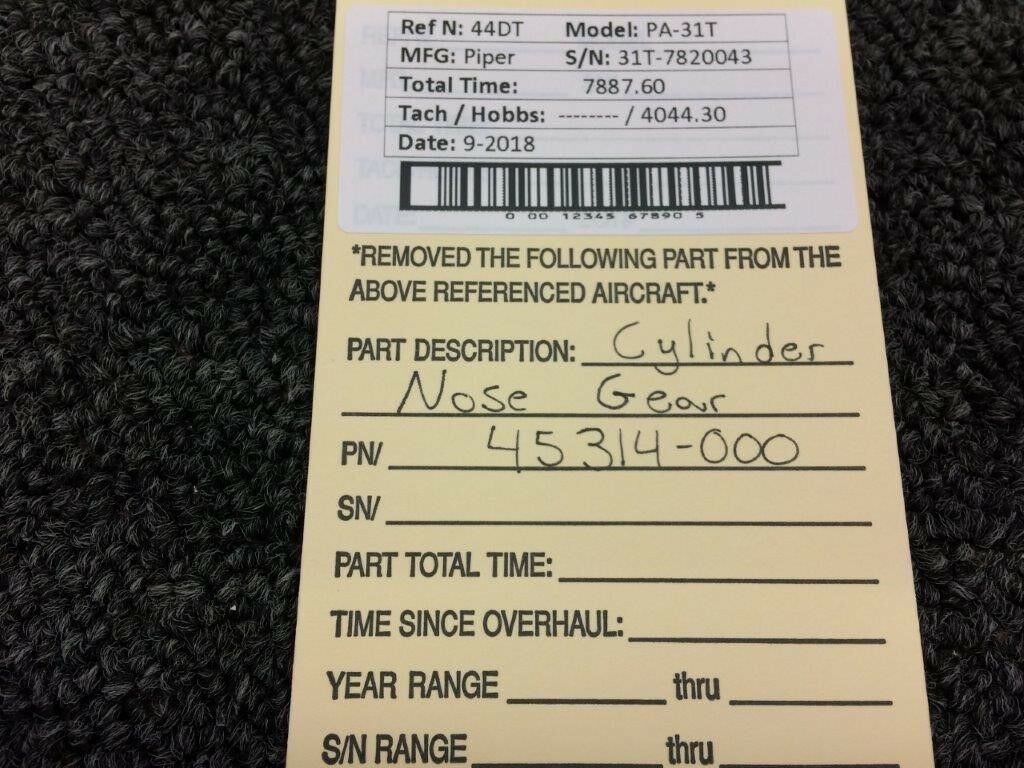 Ref N: 44DT Model: PA-31T
MFG: Piper S/N: 31T-7820043
Total Time: 7887.60
Tach / Hobbs: -------- / 4044.30
Date: 9-2018
0 00 12345 67890 5
*REMOVED THE FOLLOWING PART FROM THE
ABOVE REFERENCED AIRCRAFT.*
PART DESCRIPTION: Cylinder
Nose Gear
PN/ 45314-000
SN/
PART TOTAL TIME:
TIME SINCE OVERHAUL:
YEAR RANGE thru
S/N RANGE thru